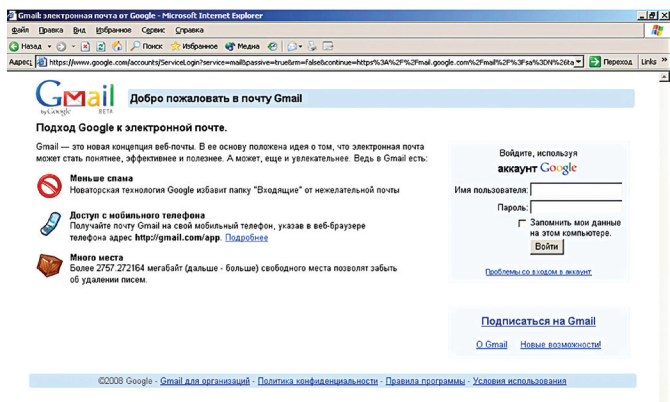 Gmail: электронная почта от Google - Microsoft Internet Explorer
Файл Правка Вид Избранное Сервис Справка
Назад Поиск Избранное Медиа
Адрес: https://www.google.com/accounts/ServiceLogin?service=mail&passive=true&rm=false&continue=https%3A%2F%2Fmail.google.com%2Fmail%2F%3Fsa%3DN%26ta Переход Links »
Gmail by Google BETA
Добро пожаловать в почту Gmail
Подход Google к электронной почте.
Gmail — это новая концепция веб-почты. В ее основу положена идея о том, что электронная почта
может стать понятнее, эффективнее и полезнее. А может, еще и увлекательнее. Ведь в Gmail есть:
Меньше спама
Новаторская технология Google избавит папку "Входящие" от нежелательной почты
Доступ с мобильного телефона
Получайте почту Gmail на свой мобильный телефон, указав в веб-браузере
телефона адрес http://gmail.com/app. Подробнее
Много места
Более 2757.272164 мегабайт (дальше - больше) свободного места позволят забыть
об удалении писем.
Войдите, используя
аккаунт Google
Имя пользователя:
Пароль:
Запомнить мои данные
на этом компьютере.
Войти
Проблемы со входом в аккаунт
Подписаться на Gmail
О Gmail Новые возможности!
©2008 Google - Gmail для организаций - Политика конфиденциальности - Правила программы - Условия использования